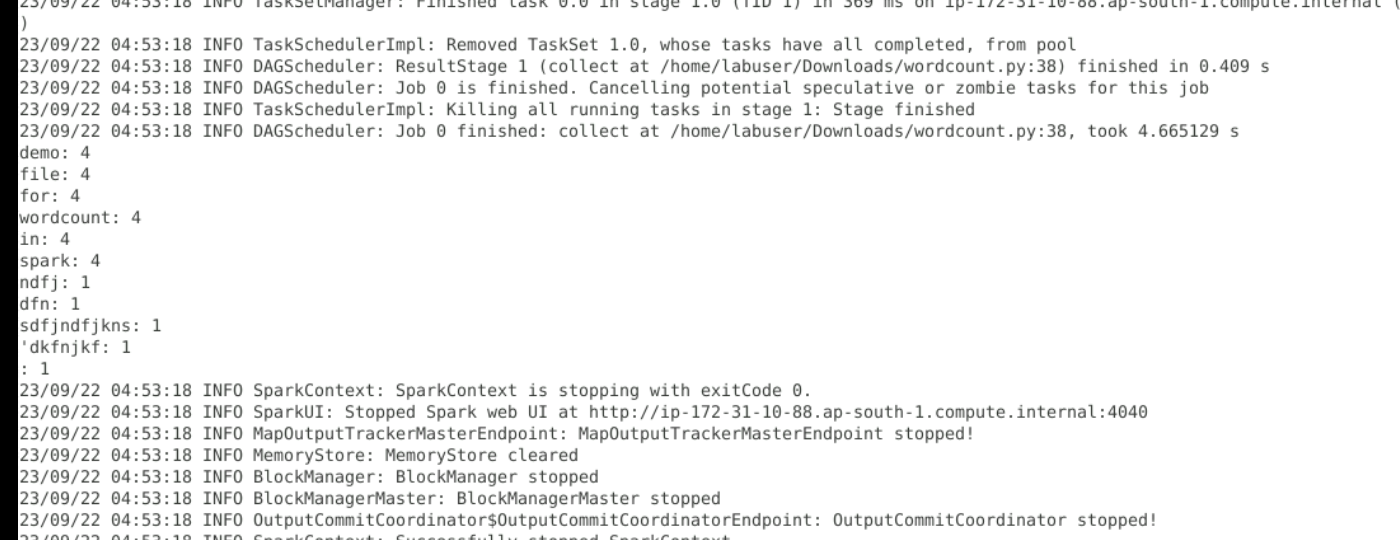 23/09/22 04:53:18 INFO TaskSetManager: Finished task 0.0 in stage 1.0 (TID 1) in 369 ms on ip-172-31-10-88.ap-south-1.compute.internal (
)
23/09/22 04:53:18 INFO TaskSchedulerImpl: Removed TaskSet 1.0, whose tasks have all completed, from pool
23/09/22 04:53:18 INFO DAGScheduler: ResultStage 1 (collect at /home/labuser/Downloads/wordcount.py:38) finished in 0.409 s
23/09/22 04:53:18 INFO DAGScheduler: Job 0 is finished. Cancelling potential speculative or zombie tasks for this job
23/09/22 04:53:18 INFO TaskSchedulerImpl: Killing all running tasks in stage 1: Stage finished
23/09/22 04:53:18 INFO DAGScheduler: Job 0 finished: collect at /home/labuser/Downloads/wordcount.py:38, took 4.665129 s
demo: 4
file: 4
for: 4
wordcount: 4
in: 4
spark: 4
ndfj: 1
dfn: 1
sdfjndfjkns: 1
'dkfnjkf: 1
: 1
23/09/22 04:53:18 INFO SparkContext: SparkContext is stopping with exitCode 0.
23/09/22 04:53:18 INFO SparkUI: Stopped Spark web UI at http://ip-172-31-10-88.ap-south-1.compute.internal:4040
23/09/22 04:53:18 INFO MapOutputTrackerMasterEndpoint: MapOutputTrackerMasterEndpoint stopped!
23/09/22 04:53:18 INFO MemoryStore: MemoryStore cleared
23/09/22 04:53:18 INFO BlockManager: BlockManager stopped
23/09/22 04:53:18 INFO BlockManagerMaster: BlockManagerMaster stopped
23/09/22 04:53:18 INFO OutputCommitCoordinator$OutputCommitCoordinatorEndpoint: OutputCommitCoordinator stopped!
23/09/22 04:53:18 INFO SparkContext: Successfully stopped SparkContext